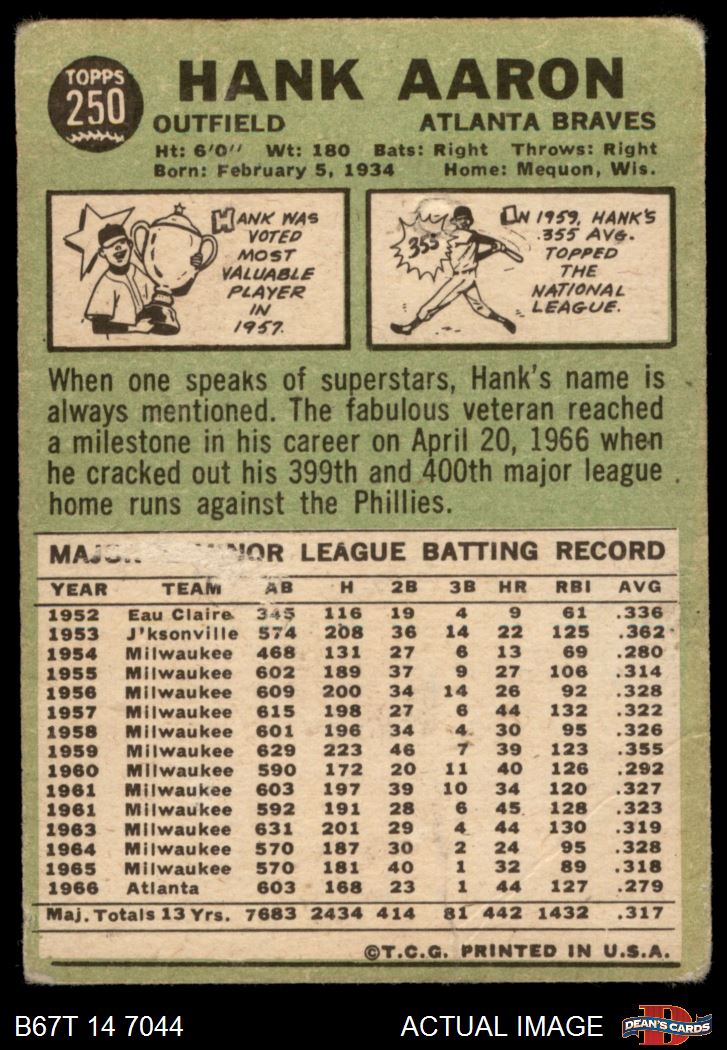 TOPPS
250
HANK AARON
OUTFIELD ATLANTA BRAVES
Ht: 6'0" Wt: 180 Bats: Right Throws: Right
Born: February 5, 1934 Home: Mequon, Wis.
HANK WAS
VOTED
MOST
VALUABLE
PLAYER
IN
1957.
355
IN 1959, HANK'S
.355 AVG.
TOPPED
THE
NATIONAL
LEAGUE.
When one speaks of superstars, Hank's name is
always mentioned. The fabulous veteran reached
a milestone in his career on April 20, 1966 when
he cracked out his 399th and 400th major league
home runs against the Phillies.
LEAGUE BATTING RECORD
YEAR TEAM AB H 2B 3B HR RBI AVG
1952 Eau Claire 345 116 19 4 9 61 .336
1953 J'ksonville 574 208 36 14 22 125 .362
1954 Milwaukee 468 131 27 6 13 69 .280
1955 Milwaukee 602 189 37 9 27 106 .314
1956 Milwaukee 609 200 34 14 26 92 .328
1957 Milwaukee 615 198 27 6 44 132 .322
1958 Milwaukee 601 196 34 4 30 95 .326
1959 Milwaukee 629 223 46 7 39 123 .355
1960 Milwaukee 590 172 20 11 40 126 .292
1961 Milwaukee 603 197 39 10 34 120 .327
1961 Milwaukee 592 191 28 6 45 128 .323
1963 Milwaukee 631 201 29 4 44 130 .319
1964 Milwaukee 570 187 30 2 24 95 .328
1965 Milwaukee 570 181 40 1 32 89 .318
1966 Atlanta 603 168 23 1 44 127 .279
Maj. Totals 13 Yrs. 7683 2434 414 81 442 1432 .317
©T.C.G. PRINTED IN U.S.A.
B67T 14 7044 ACTUAL IMAGE
D
DEAN'S CARDS